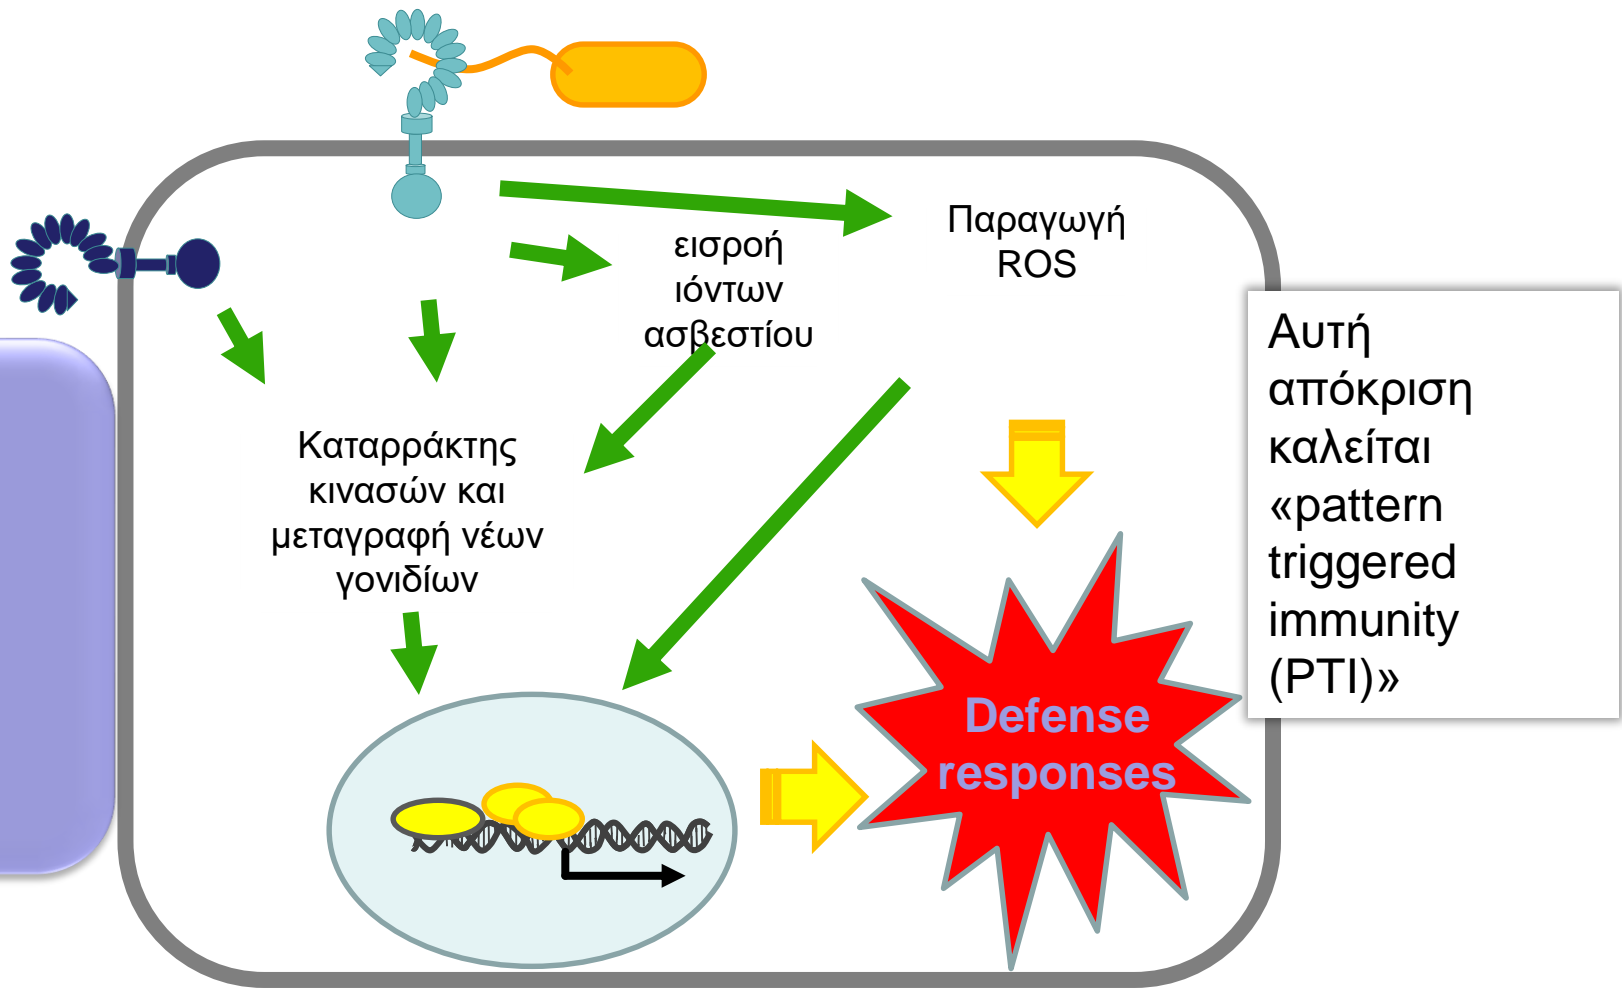 Παραγωγή
ROS
εισροή
ιόντων
ασβεστίου
Καταρράκτης
κινασών και
μεταγραφή νέων
γονιδίων
Αυτή
απόκριση
καλείται
«pattern
triggered
immunity
(PTI)»
Defense
responses